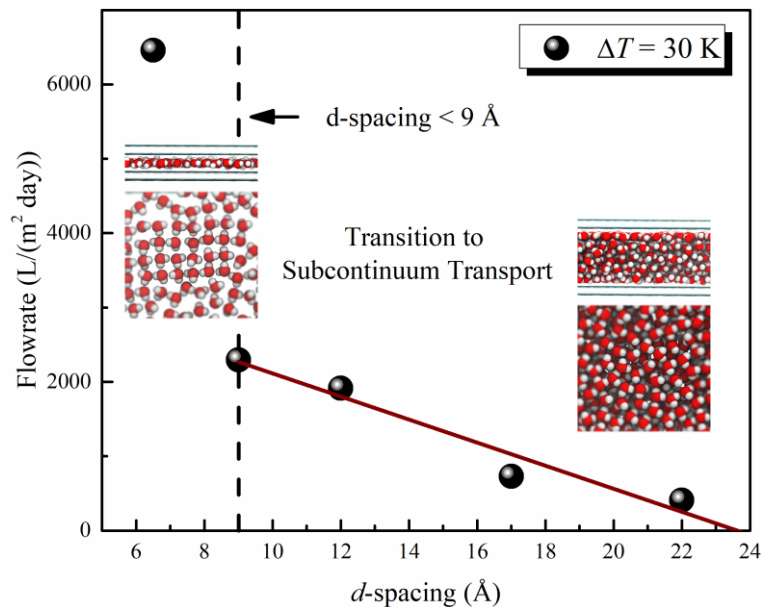 ΔT = 30 K
6000
4000
2000
0
Flowrate (L/(m² day))
d-spacing < 9 Å
Transition to
Subcontinuum Transport
6 8 10 12 14 16 18 20 22 24
d-spacing (Å)